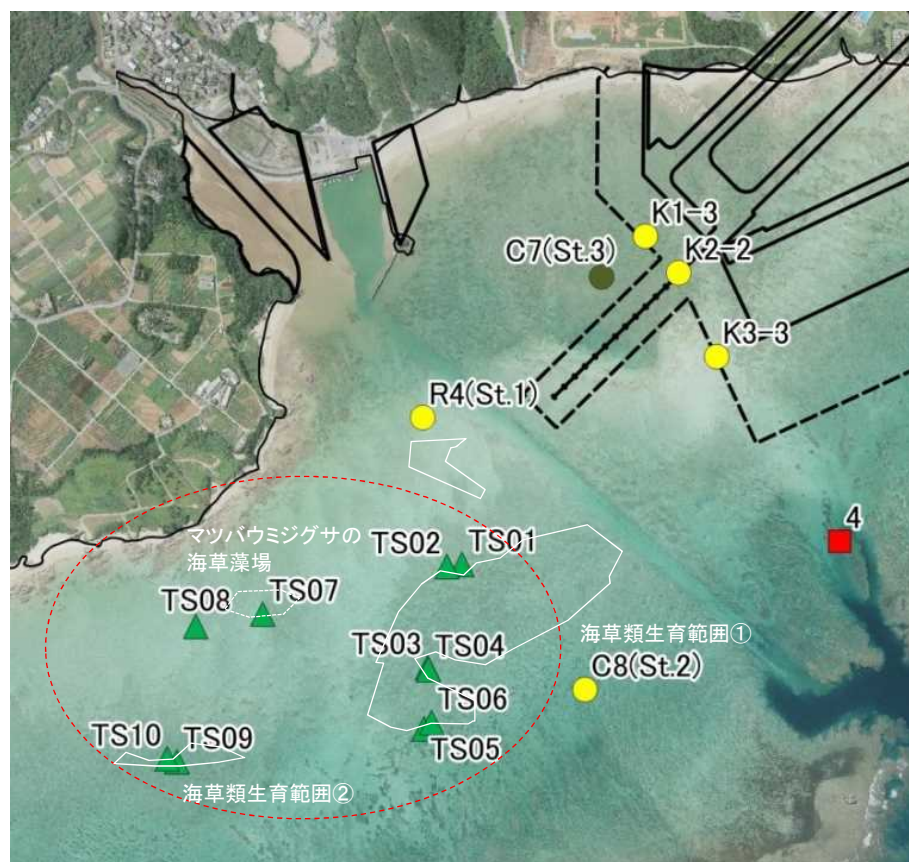 K1-3
K2-2
C7(St.3)
K3-3
R4(St.1)
4
マツバウミジグサの
海草藻場
TS02
TS01
TS07
TS08
TS03
TS04
海草類生育範囲①
C8(St.2)
TS06
TS05
TS10
TS09
海草類生育範囲②